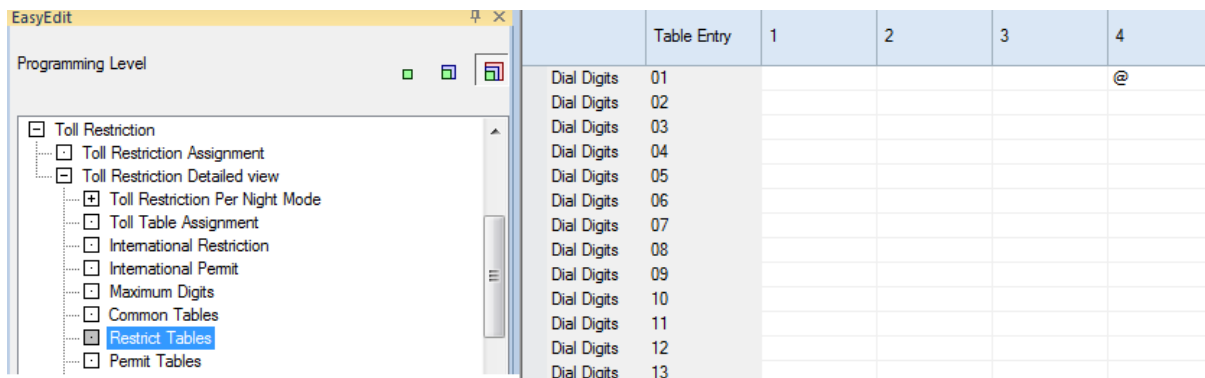 EasyEdit
Programming Level
Toll Restriction
Toll Restriction Assignment
Toll Restriction Detailed view
Toll Restriction Per Night Mode
Toll Table Assignment
International Restriction
International Permit
Maximum Digits
Common Tables
Restrict Tables
Permit Tables
Table Entry 1 2 3 4
Dial Digits 01 @
Dial Digits 02
Dial Digits 03
Dial Digits 04
Dial Digits 05
Dial Digits 06
Dial Digits 07
Dial Digits 08
Dial Digits 09
Dial Digits 10
Dial Digits 11
Dial Digits 12
Dial Digits 13